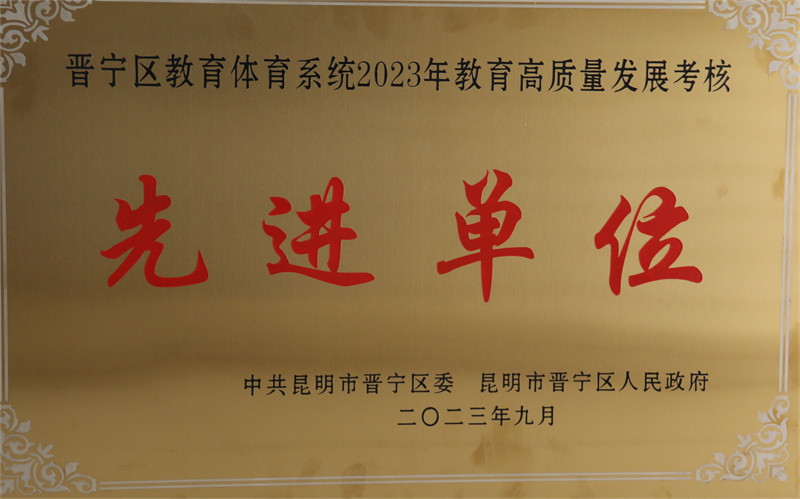 晋宁区教育体育系统2023年教育高质量发展考核
先进单位
中共昆明市晋宁区委 昆明市晋宁区人民政府
二〇二三年九月